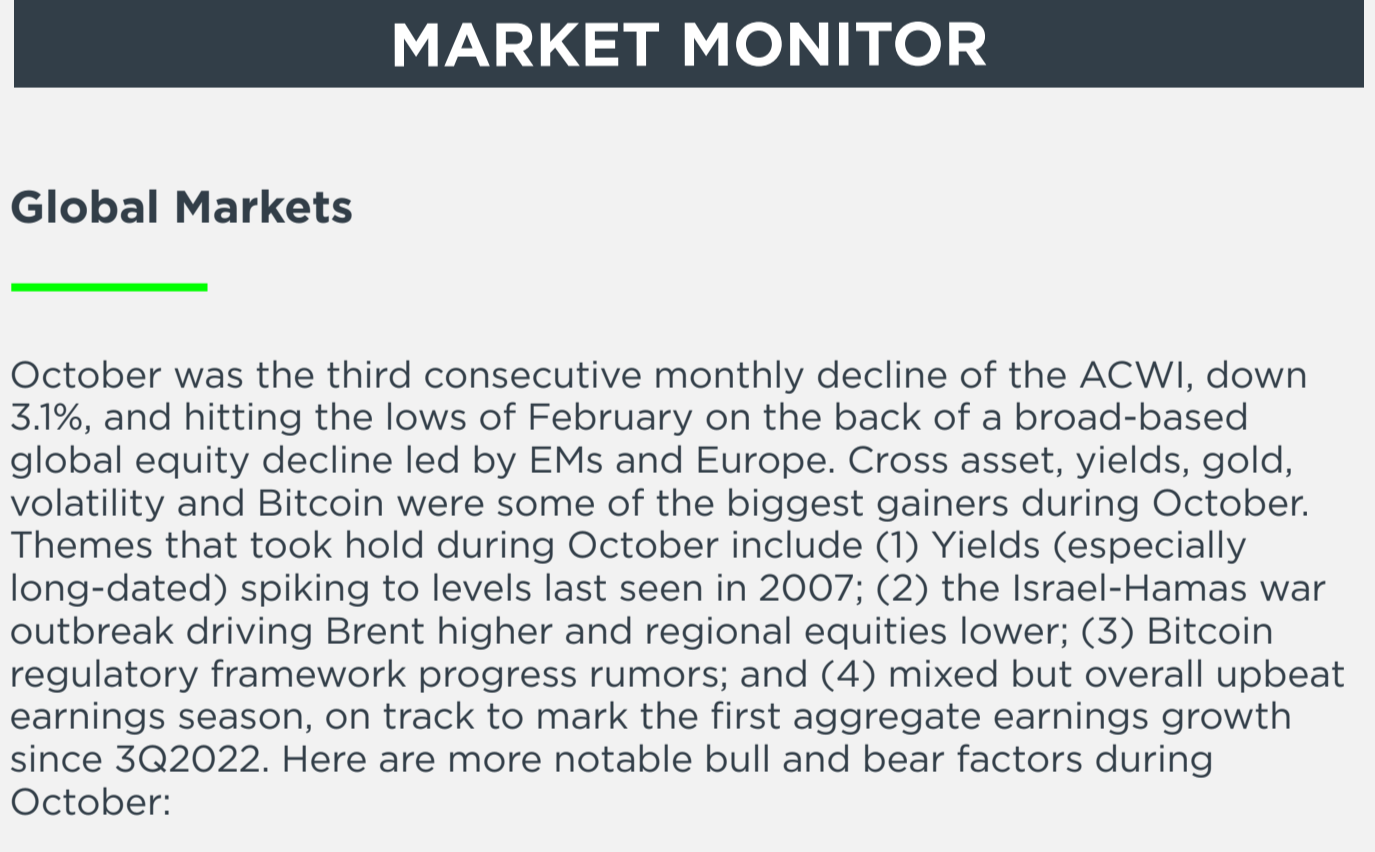 MARKET MONITOR
Global Markets
October was the third consecutive monthly decline of the ACWI, down
3.1%, and hitting the lows of February on the back of a broad-based
global equity decline led by EMs and Europe. Cross asset, yields, gold,
volatility and Bitcoin were some of the biggest gainers during October.
Themes that took hold during October include (1) Yields (especially
long-dated) spiking to levels last seen in 2007; (2) the Israel-Hamas war
outbreak driving Brent higher and regional equities lower; (3) Bitcoin
regulatory framework progress rumors; and (4) mixed but overall upbeat
earnings season, on track to mark the first aggregate earnings growth
since 3Q2022. Here are more notable bull and bear factors during
October: